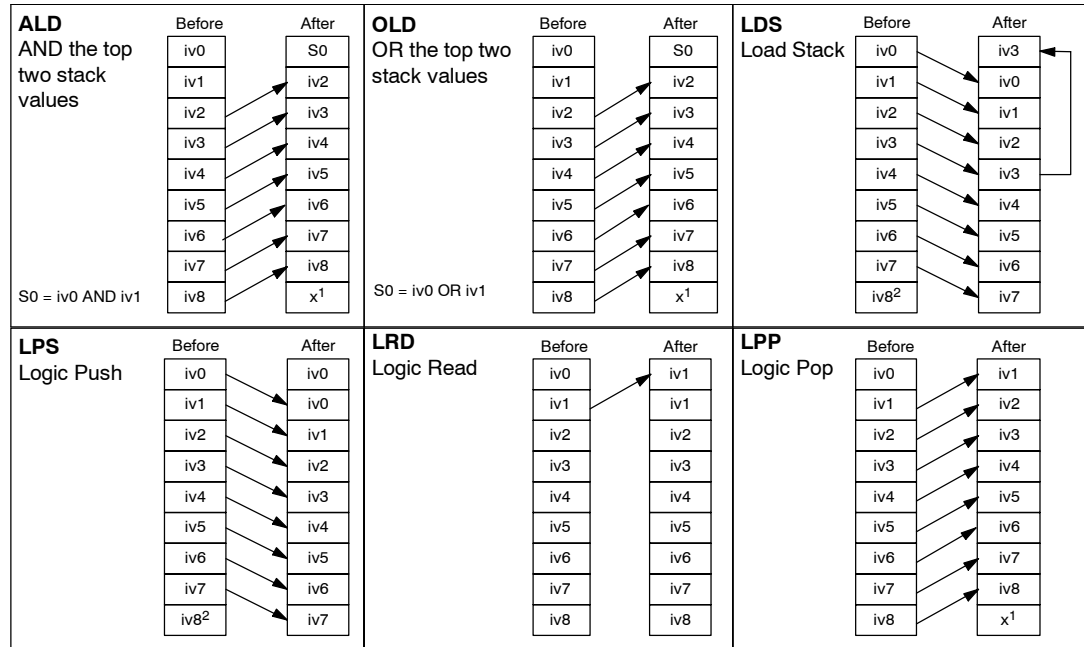 ALD
AND the top
two stack
values
Before After
iv0 S0
iv1 iv2
iv2 iv3
iv3 iv4
iv4 iv5
iv5 iv6
iv6 iv7
iv7 iv8
iv8 x1
S0 = iv0 AND iv1
OLD
OR the top two
stack values
Before After
iv0 S0
iv1 iv2
iv2 iv3
iv3 iv4
iv4 iv5
iv5 iv6
iv6 iv7
iv7 iv8
iv8 x1
S0 = iv0 OR iv1
LDS
Load Stack
Before After
iv0 iv3
iv1 iv0
iv2 iv1
iv3 iv2
iv4 iv3
iv5 iv4
iv6 iv5
iv7 iv6
iv82 iv7
LPS
Logic Push
Before After
iv0 iv0
iv1 iv0
iv2 iv1
iv3 iv2
iv4 iv3
iv5 iv4
iv6 iv5
iv7 iv6
iv82 iv7
LRD
Logic Read
Before After
iv0 iv1
iv1 iv1
iv2 iv2
iv3 iv3
iv4 iv4
iv5 iv5
iv6 iv6
iv7 iv7
iv8 iv8
LPP
Logic Pop
Before After
iv0 iv1
iv1 iv2
iv2 iv3
iv3 iv4
iv4 iv5
iv5 iv6
iv6 iv7
iv7 iv8
iv8 x1